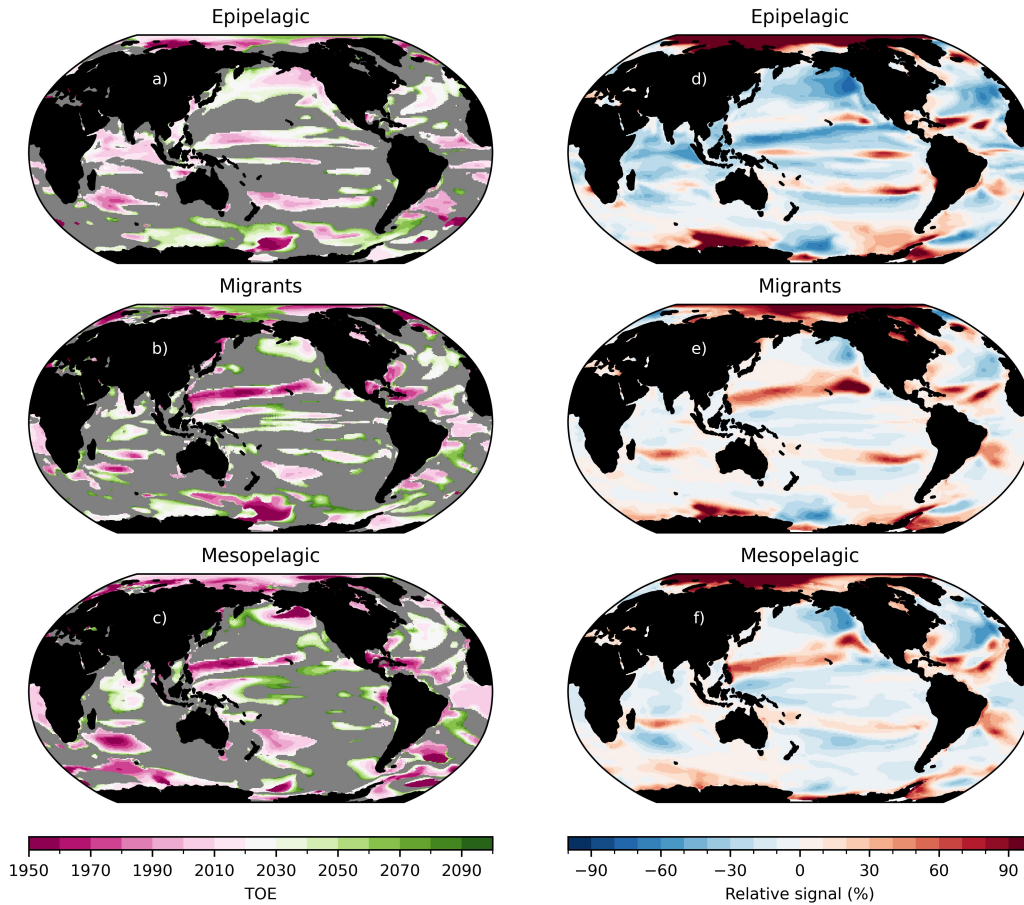 Epipelagic
Epipelagic
a)
d)
Migrants
Migrants
b)
e)
Mesopelagic
Mesopelagic
c)
f)
1950 1970 1990 2010 2030 2050 2070 2090
TOE
−90 −60 −30 0 30 60 90
Relative signal (%)